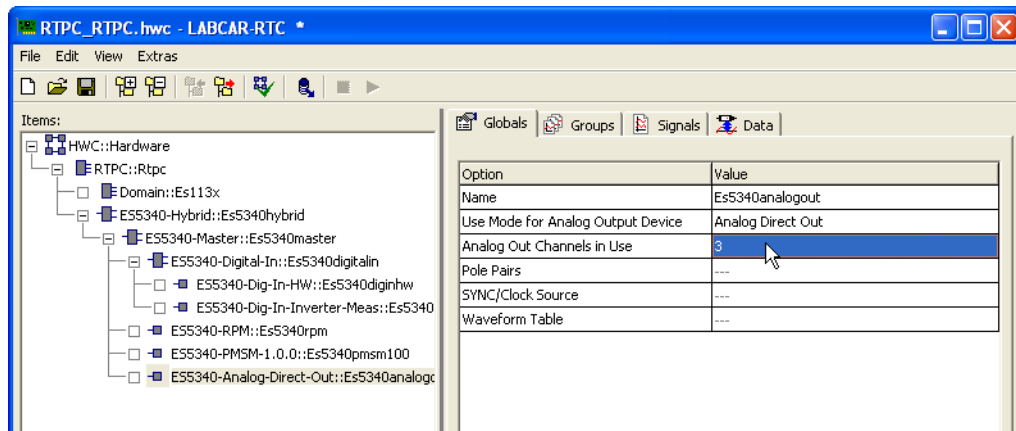 RTPC_RTPC.hwc - LABCAR-RTC *
File Edit View Extras
Items:
HWC::Hardware
RTPC::Rtpc
Domain::Es113x
ES5340-Hybrid::Es5340hybrid
ES5340-Master::Es5340master
ES5340-Digital-In::Es5340digitalin
ES5340-Dig-In-HW::Es5340diginhw
ES5340-Dig-In-Inverter-Meas::Es5340
ES5340-RPM::Es5340rpm
ES5340-PMSM-1.0.0::Es5340pmsm100
ES5340-Analog-Direct-Out::Es5340analogo
Globals Groups Signals Data
Option Value
Name Es5340analogout
Use Mode for Analog Output Device Analog Direct Out
Analog Out Channels in Use 3
Pole Pairs ---
SYNC/Clock Source ---
Waveform Table ---